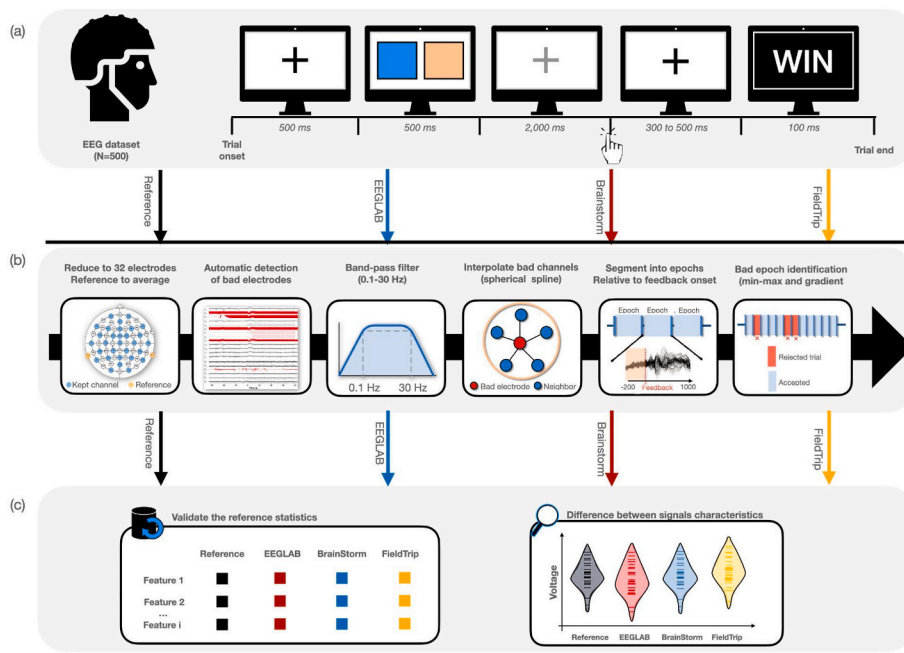 (a)
WIN
500 ms
500 ms
2,000 ms
300 to 500 ms
100 ms
EEG dataset
(N=500)
Trial
onset
Trial end
Reference
EEGLAB
Brainstorm
FieldTrip
(b)
Reduce to 32 electrodes
Reference to average
Automatic detection
of bad electrodes
Band-pass filter
(0.1-30 Hz)
Interpolate bad channels
(spherical spline)
Segment into epochs
Relative to feedback onset
Bad epoch identification
(min-max and gradient
Kept channel
Reference
0.1 Hz
30 Hz
Bad electrode
Neighbor
Epoch
Epoch
Epoch
-200
Feedback
1000
Rejected trial
Accepted
Reference
EEGLAB
Brainstorm
FieldTrip
(c)
Validate the reference statistics
Reference EEGLAB BrainStorm FieldTrip
Feature 1
Feature 2
...
Feature i
Difference between signals characteristics
Voltage
Reference EEGLAB BrainStorm FieldTrip